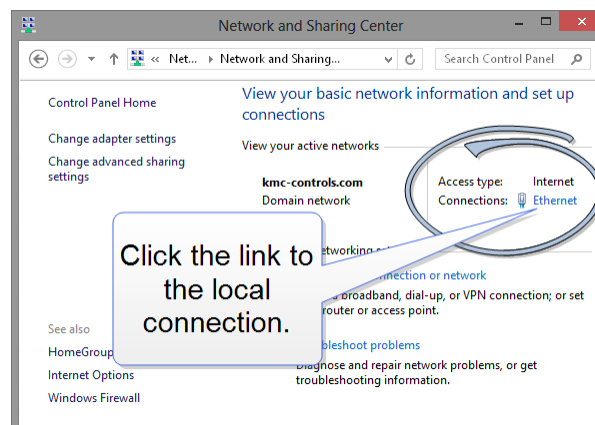 Network and Sharing Center
« Net... Network and Sharing...
Search Control Panel
Control Panel Home
Change adapter settings
Change advanced sharing
settings
See also
HomeGroup
Internet Options
Windows Firewall
View your basic network information and set up
connections
View your active networks
kmc-controls.com
Domain network
Access type: Internet
Connections: Ethernet
Click the link to
the local
connection.
connection or network
broadband, dial-up, or VPN connection; or set
router or access point.
problems
Diagnose and repair network problems, or get
troubleshooting information.